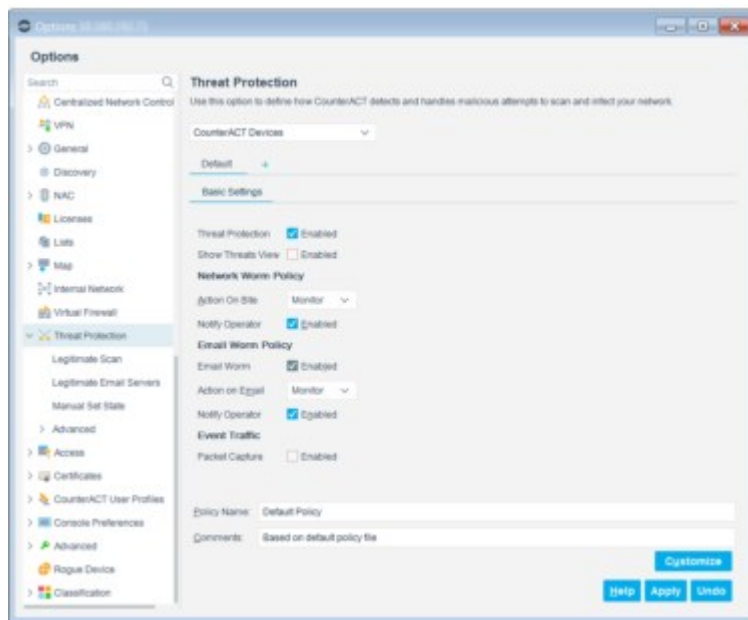 Options
Options
Search
Centralized Network Control
VPN
General
Discovery
NAC
Licenses
Lists
Map
Internal Network
Virtual Firewall
Threat Protection
Legitimate Scan
Legitimate Email Servers
Manual Set State
Advanced
Access
Certificates
CounterACT User Profiles
Console Preferences
Advanced
Rogue Device
Classification
Threat Protection
Use this option to define how CounterACT detects and handles malicious attempts to scan and infect your network.
CounterACT Devices
Default +
Basic Settings
Threat Protection Enabled
Show Threats View Enabled
Network Worm Policy
Action On Bite Monitor
Notify Operator Enabled
Email Worm Policy
Email Worm Enabled
Action on Email Monitor
Notify Operator Enabled
Event Traffic
Packet Capture Enabled
Policy Name: Default Policy
Comments: Based on default policy file
Customize
Help Apply Undo